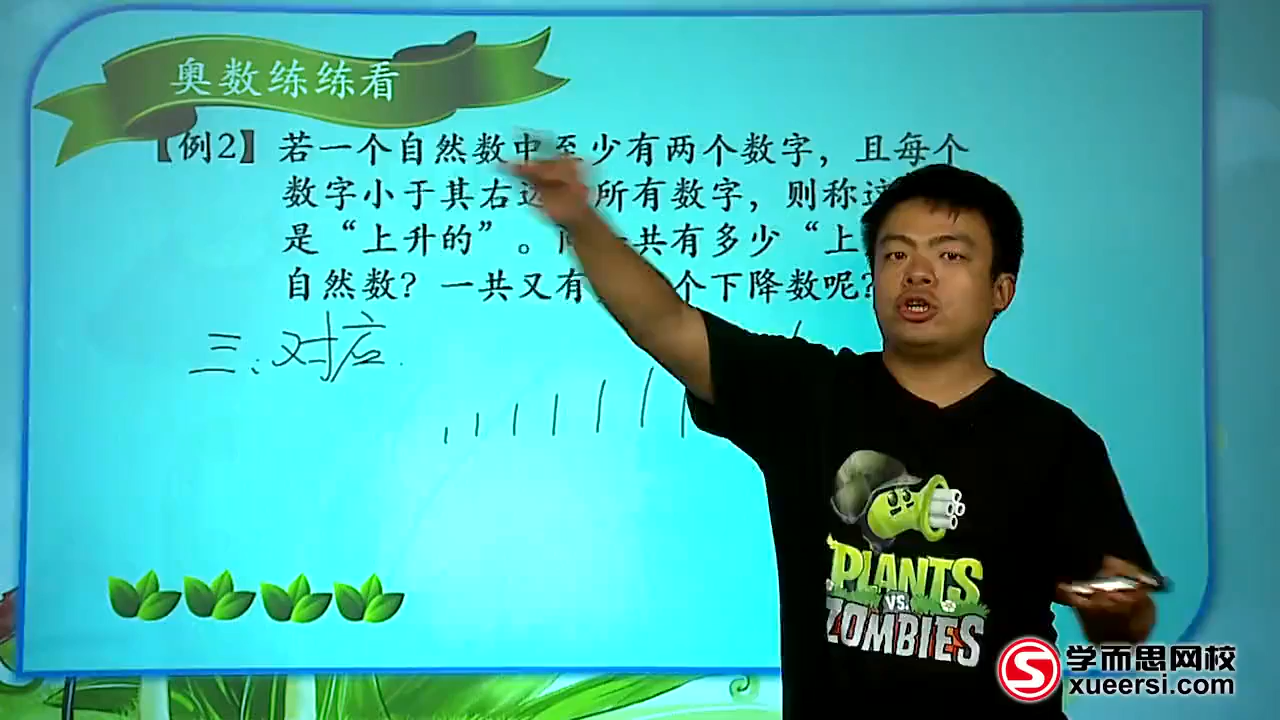 奥数练练看
【例2】若一个自然数中至少有两个数字，且每个
数字小于其右边 所有数字，则称这
是“上升的”。问 共有多少“上
自然数？一共又有 个下降数呢？
三：对应.
PLANTS
VS.
ZOMBIES
学而思网校
xueersi.com